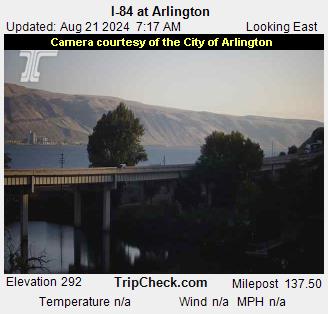 I-84 at Arlington
Updated: Aug 21 2024 7:17 AM Looking East
Camera courtesy of the City of Arlington
Elevation 292 TripCheck.com Milepost 137.50
Temperature n/a Wind n/a MPH n/a